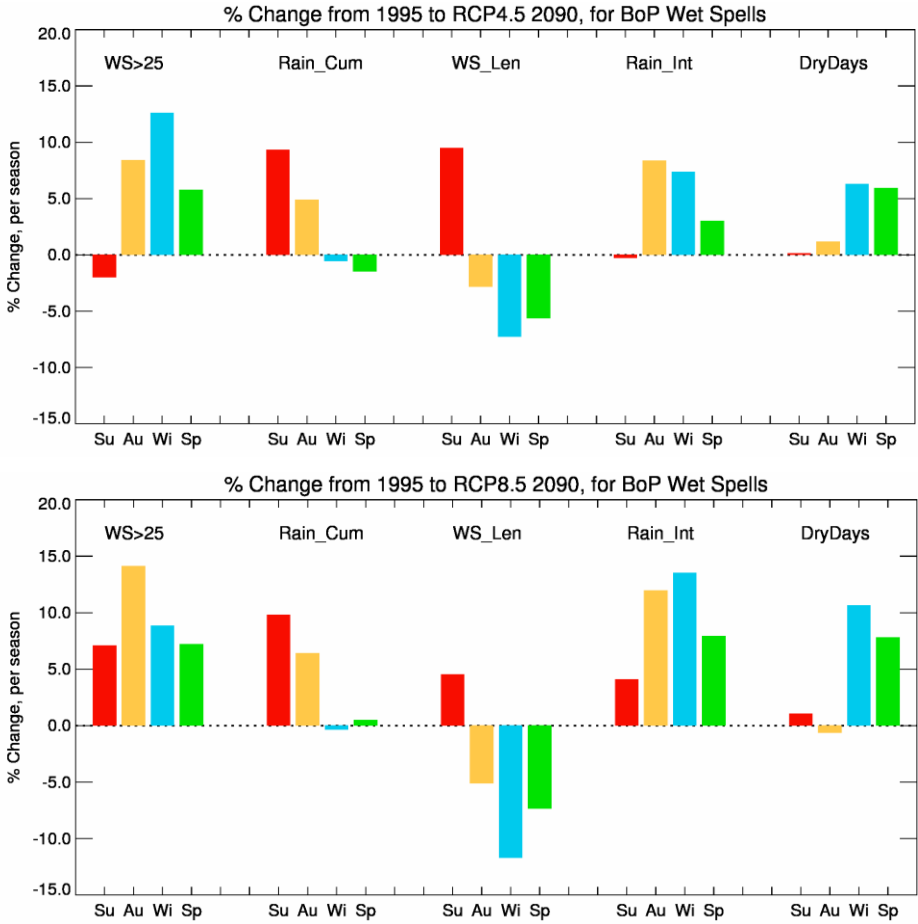 % Change from 1995 to RCP4.5 2090, for BoP Wet Spells
% Change, per season
20.0
15.0
10.0
5.0
0.0
-5.0
-10.0
-15.0
WS>25 Rain_Cum WS_Len Rain_Int DryDays
Su Au Wi Sp Su Au Wi Sp Su Au Wi Sp Su Au Wi Sp Su Au Wi Sp
% Change from 1995 to RCP8.5 2090, for BoP Wet Spells
% Change, per season
20.0
15.0
10.0
5.0
0.0
-5.0
-10.0
-15.0
WS>25 Rain_Cum WS_Len Rain_Int DryDays
Su Au Wi Sp Su Au Wi Sp Su Au Wi Sp Su Au Wi Sp Su Au Wi Sp